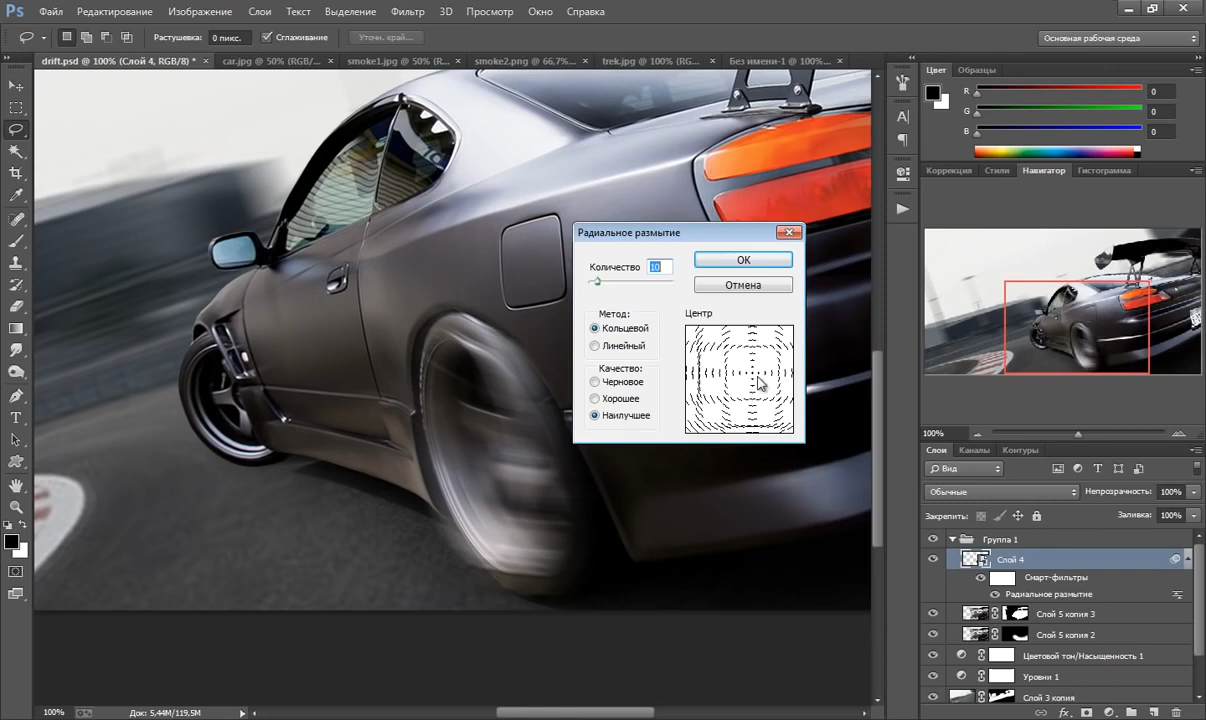 Ps Файл Редактирование Изображение Слои Текст Выделение Фильтр 3D Просмотр Окно Справка
Растушевка: 0 пикс. Сглаживание Уточн. край... Основная рабочая среда
drift.psd @ 100% (Слой 4, RGB/8) * × car.jpg @ 50% (RGB/... × smoke1.jpg @ 50% (R... × smoke2.png @ 66,7%... × trek.jpg @ 100% (RG... × Без имени-1 @ 100%... ×
Цвет Образцы
R 0
G 0
B 0
Коррекция Стили Навигатор Гистограмма
Радиальное размытие
Количество 10
OK
Отмена
Метод:
Кольцевой
Линейный
Качество:
Черновое
Хорошее
Наилучшее
Центр
100%
Слои Каналы Контуры
Вид
Обычные Непрозрачность: 100%
Закрепить: Заливка: 100%
Группа 1
Слой 4
Смарт-фильтры
Радиальное размытие
Слой 5 копия 3
Слой 5 копия 2
Цветовой тон/Насыщенность 1
Уровни 1
Слой 3 копия
100% Док: 5,44M/119,5M